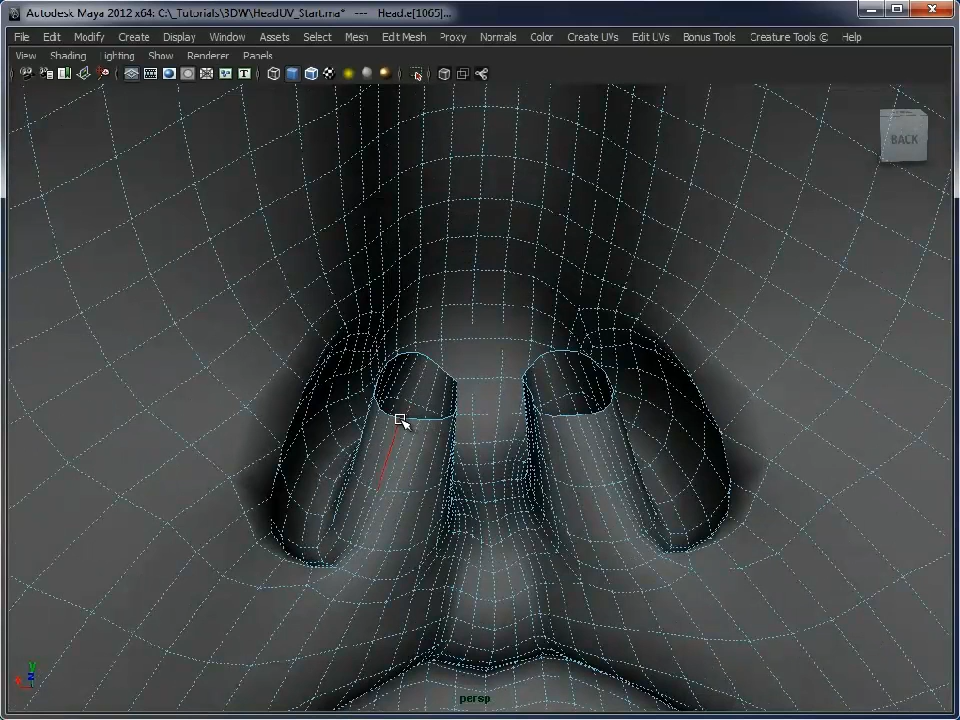 Autodesk Maya 2012 x64: C:\_Tutorials\3DW\HeadUV_Start.ma* --- Head.e[1065]...
File Edit Modify Create Display Window Assets Select Mesh Edit Mesh Proxy Normals Color Create UVs Edit UVs Bonus Tools Creature Tools © Help
View Shading Lighting Show Renderer Panels
BACK
y
z
persp